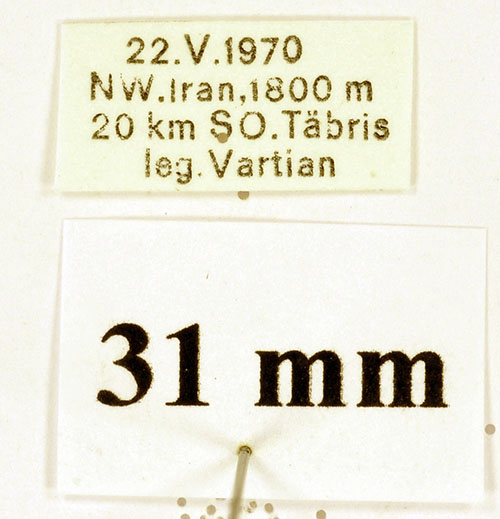 22.V.1970
NW.Iran,1800 m
20 km SO.Täbris
leg.Vartian
31 mm